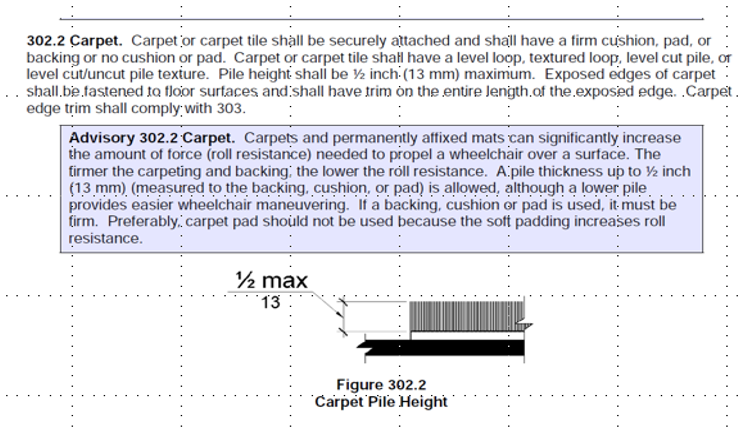 302.2 Carpet.  Carpet or carpet tile shall be securely attached and shall have a firm cushion, pad, or
backing or no cushion or pad.  Carpet or carpet tile shall have a level loop, textured loop, level cut pile, or
level cut/uncut pile texture.  Pile height shall be ½ inch (13 mm) maximum.  Exposed edges of carpet
shall be fastened to floor surfaces and shall have trim on the entire length of the exposed edge.  Carpet
edge trim shall comply with 303.
Advisory 302.2 Carpet.  Carpets and permanently affixed mats can significantly increase
the amount of force (roll resistance) needed to propel a wheelchair over a surface. The
firmer the carpeting and backing, the lower the roll resistance.  A pile thickness up to ½ inch
(13 mm) (measured to the backing, cushion, or pad) is allowed, although a lower pile
provides easier wheelchair maneuvering.  If a backing, cushion or pad is used, it must be
firm.  Preferably, carpet pad should not be used because the soft padding increases roll
resistance.
½ max
13
Figure 302.2
Carpet Pile Height